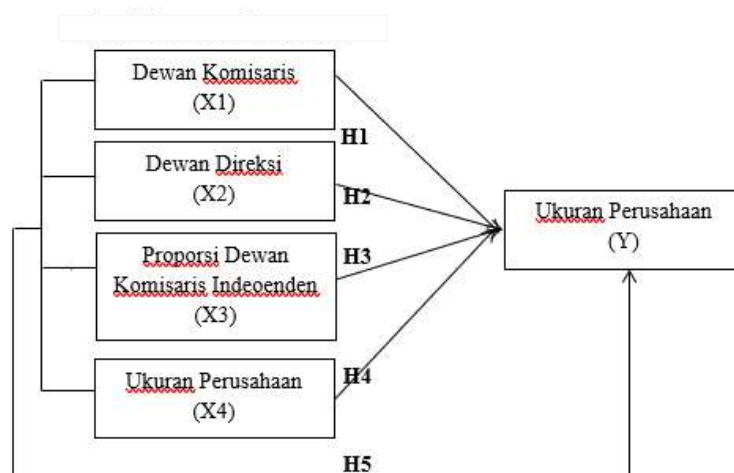 Dewan Komisaris
(X1)
H1
Dewan Direksi
(X2)
H2
Ukuran Perusahaan
(Y)
Proporsi Dewan
Komisaris Indeoenden
(X3)
H3
Ukuran Perusahaan
(X4)
H4
H5